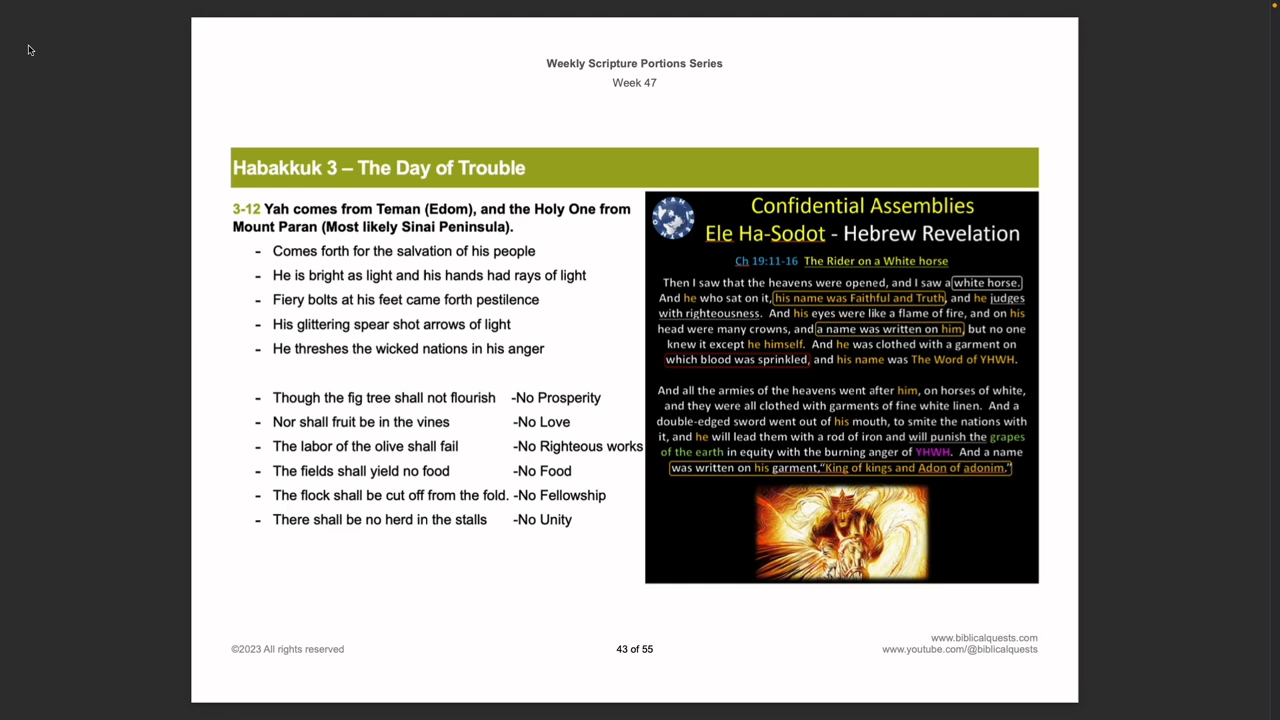 Weekly Scripture Portions Series
Week 47
Habakkuk 3 – The Day of Trouble
3-12 Yah comes from Teman (Edom), and the Holy One from
Mount Paran (Most likely Sinai Peninsula).
- Comes forth for the salvation of his people
- He is bright as light and his hands had rays of light
- Fiery bolts at his feet came forth pestilence
- His glittering spear shot arrows of light
- He threshes the wicked nations in his anger
- Though the fig tree shall not flourish -No Prosperity
- Nor shall fruit be in the vines -No Love
- The labor of the olive shall fail -No Righteous works
- The fields shall yield no food -No Food
- The flock shall be cut off from the fold. -No Fellowship
- There shall be no herd in the stalls -No Unity
Confidential Assemblies
Ele Ha-Sodot - Hebrew Revelation
Ch 19:11-16 The Rider on a White horse
Then I saw that the heavens were opened, and I saw a white horse.
And he who sat on it, his name was Faithful and Truth, and he judges
with righteousness. And his eyes were like a flame of fire, and on his
head were many crowns, and a name was written on him, but no one
knew it except he himself. And he was clothed with a garment on
which blood was sprinkled, and his name was The Word of YHWH.
And all the armies of the heavens went after him, on horses of white,
and they were all clothed with garments of fine white linen. And a
double-edged sword went out of his mouth, to smite the nations with
it, and he will lead them with a rod of iron and will punish the grapes
of the earth in equity with the burning anger of YHWH. And a name
was written on his garment,“King of kings and Adon of adonim.”
©2023 All rights reserved
43 of 55
www.biblicalquests.com
www.youtube.com/@biblicalquests